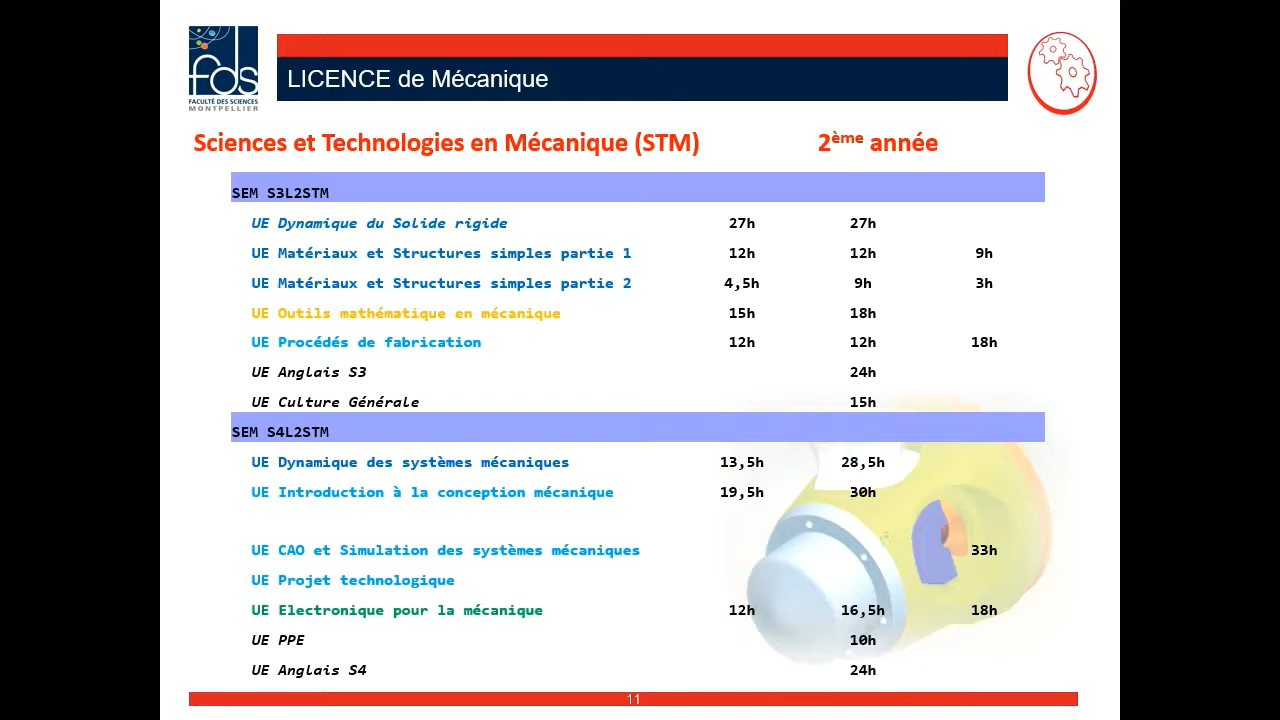 fds
FACULTÉ DES SCIENCES
MONTPELLIER
LICENCE de Mécanique
Sciences et Technologies en Mécanique (STM) 2ème année
SEM S3L2STM
UE Dynamique du Solide rigide 27h 27h
UE Matériaux et Structures simples partie 1 12h 12h 9h
UE Matériaux et Structures simples partie 2 4,5h 9h 3h
UE Outils mathématique en mécanique 15h 18h
UE Procédés de fabrication 12h 12h 18h
UE Anglais S3 24h
UE Culture Générale 15h
SEM S4L2STM
UE Dynamique des systèmes mécaniques 13,5h 28,5h
UE Introduction à la conception mécanique 19,5h 30h
UE CAO et Simulation des systèmes mécaniques 33h
UE Projet technologique
UE Electronique pour la mécanique 12h 16,5h 18h
UE PPE 10h
UE Anglais S4 24h
11